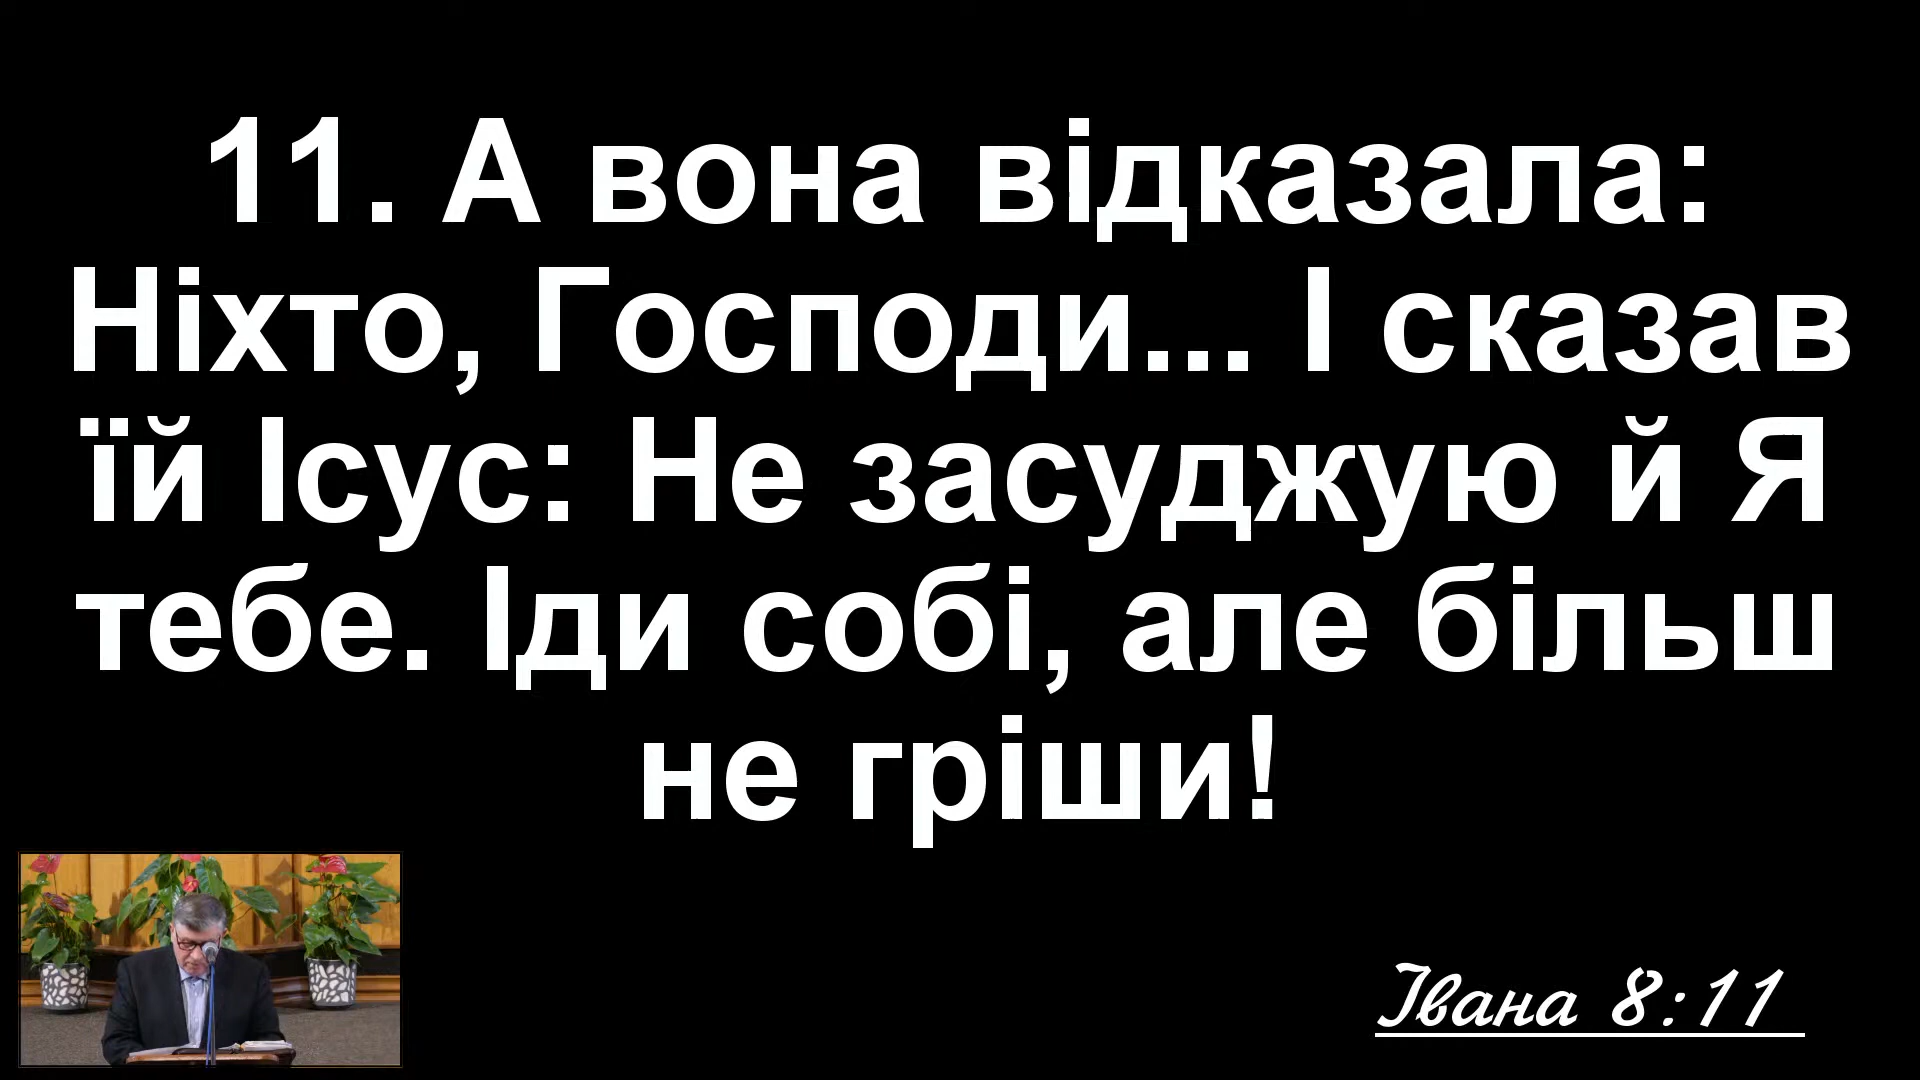 11. А вона відказала:
Ніхто, Господи... І сказав
їй Ісус: Не засуджую й Я
тебе. Іди собі, але більш
не гріши!
Івана 8:11